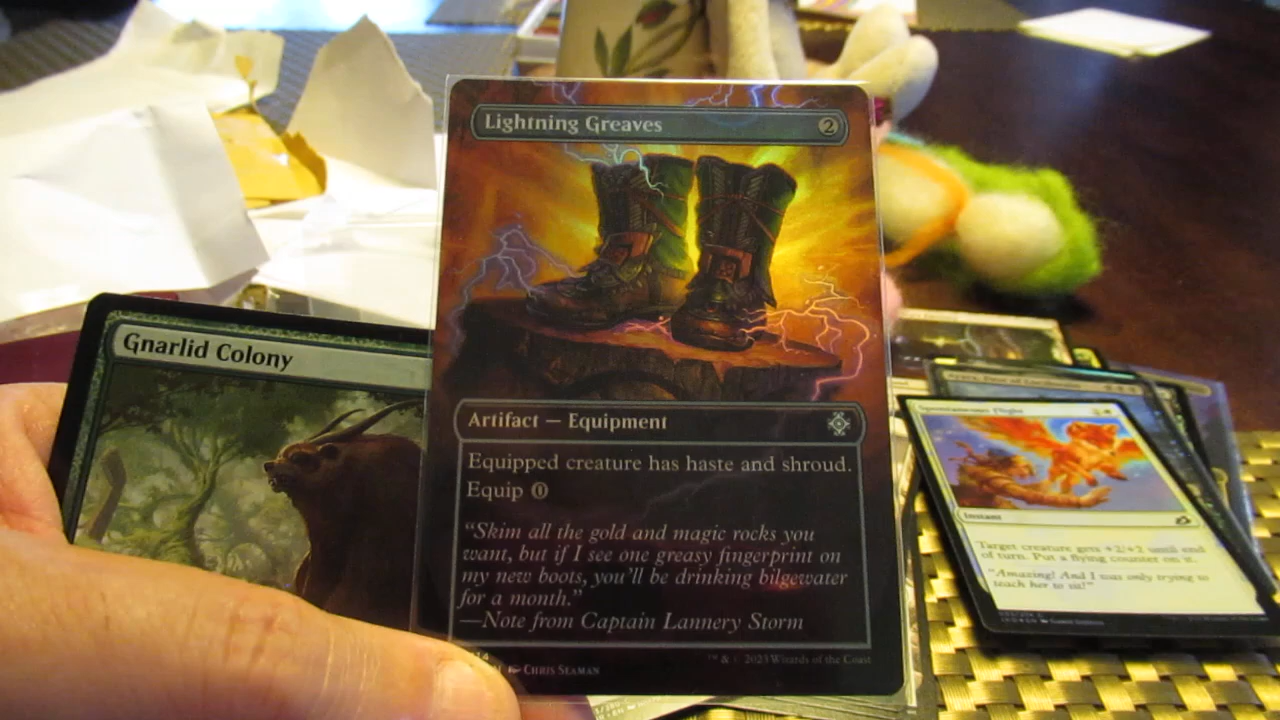 Lightning Greaves 2
Gnarlid Colony
Artifact — Equipment
Equipped creature has haste and shroud.
Equip 0
“Skim all the gold and magic rocks you
want, but if I see one greasy fingerprint on
my new boots, you’ll be drinking bilgewater
for a month.”
—Note from Captain Lannery Storm
Chris Seaman
™ & © 2023 Wizards of the Coast
Spontaneous Flight
Instant
Target creature gets +2/+2 until end
of turn. Put a flying counter on it.
“Amazing! And I was only trying to
teach her to sit!”